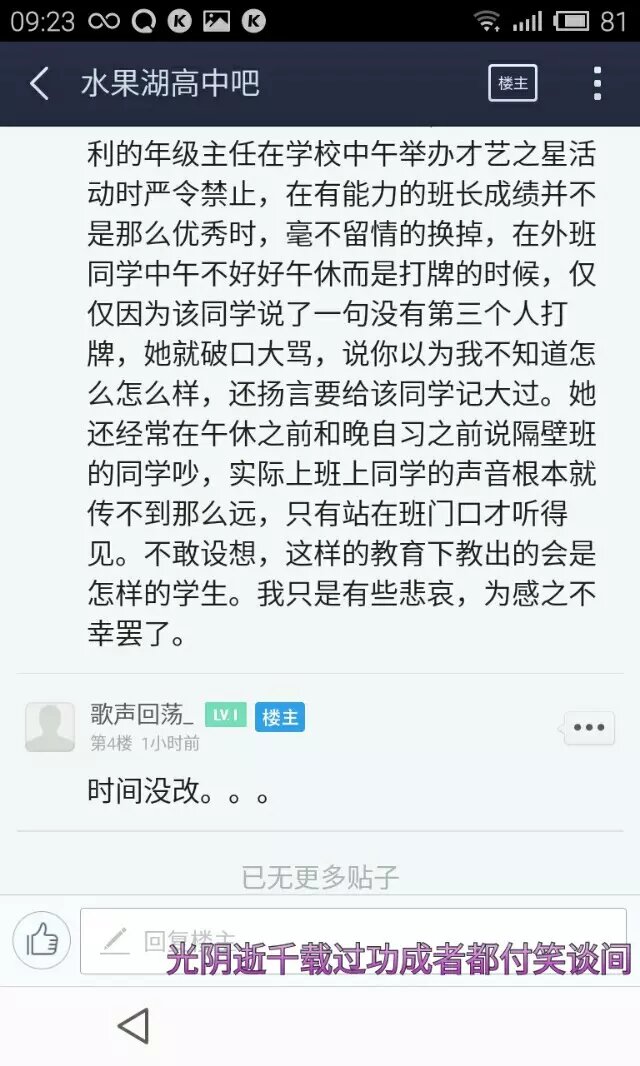 09:23
81
水果湖高中吧
楼主
利的年级主任在学校中午举办才艺之星活
动时严令禁止，在有能力的班长成绩并不
是那么优秀时，毫不留情的换掉，在外班
同学中午不好好午休而是打牌的时候，仅
仅因为该同学说了一句没有第三个人打
牌，她就破口大骂，说你以为我不知道怎
么怎么样，还扬言要给该同学记大过。她
还经常在午休之前和晚自习之前说隔壁班
的同学吵，实际上班上同学的声音根本就
传不到那么远，只有站在班门口才听得
见。不敢设想，这样的教育下教出的会是
怎样的学生。我只是有些悲哀，为感之不
幸罢了。
歌声回荡_ LV.1 楼主
第4楼 1小时前
时间没改。。。
已无更多贴子
回复楼主
光阴逝千载过功成者都付笑谈间